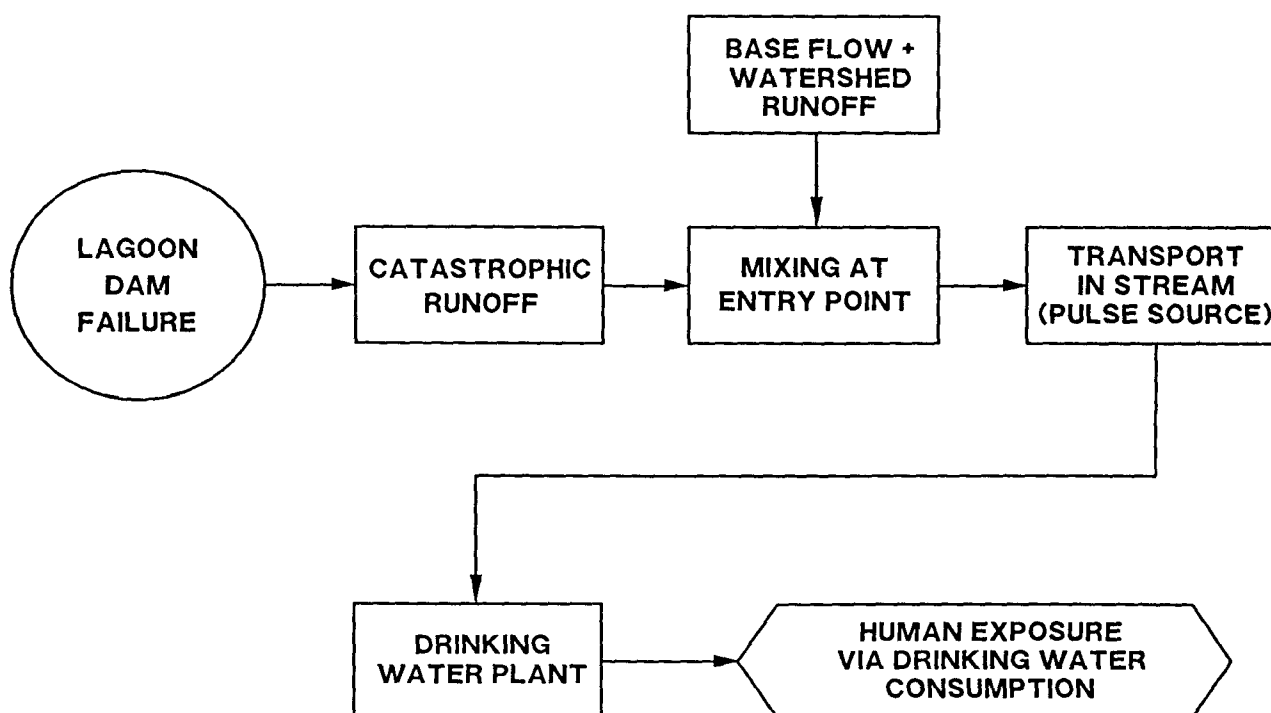 BASE FLOW +
WATERSHED
RUNOFF
LAGOON
DAM
FAILURE
CATASTROPHIC
RUNOFF
MIXING AT
ENTRY POINT
TRANSPORT
IN STREAM
(PULSE SOURCE)
DRINKING
WATER PLANT
HUMAN EXPOSURE
VIA DRINKING WATER
CONSUMPTION